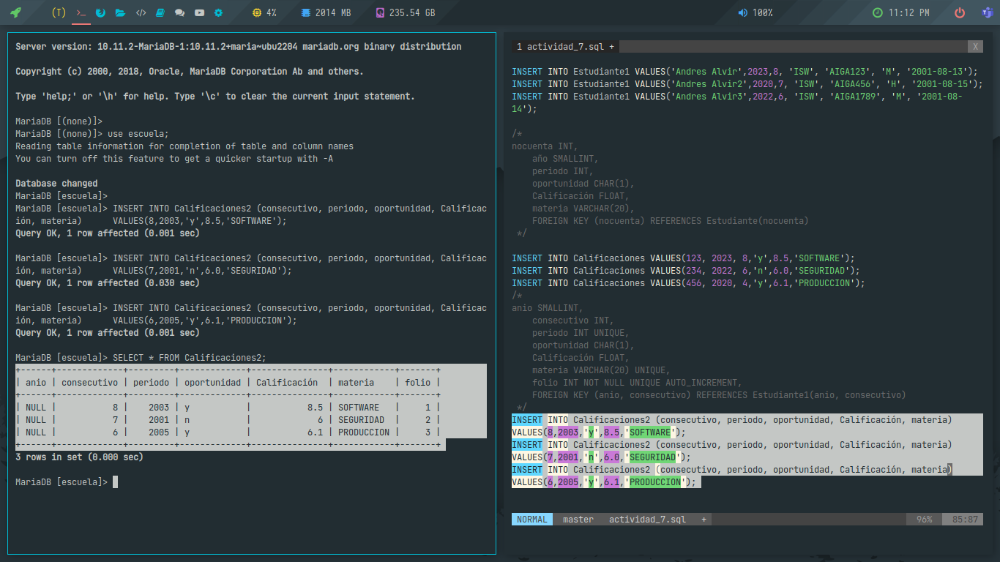 (T) 4% 2014 MB 235.54 GB 100% 11:12 PM
Server version: 10.11.2-MariaDB-1:10.11.2+maria~ubu2204 mariadb.org binary distribution
Copyright (c) 2000, 2018, Oracle, MariaDB Corporation Ab and others.
Type 'help;' or '\h' for help. Type '\c' to clear the current input statement.
MariaDB [(none)]>
MariaDB [(none)]> use escuela;
Reading table information for completion of table and column names
You can turn off this feature to get a quicker startup with -A
Database changed
MariaDB [escuela]>
MariaDB [escuela]> INSERT INTO Calificaciones2 (consecutivo, periodo, oportunidad, Calificac
ión, materia)      VALUES(8,2003,'y',8.5,'SOFTWARE');
Query OK, 1 row affected (0.001 sec)
MariaDB [escuela]> INSERT INTO Calificaciones2 (consecutivo, periodo, oportunidad, Calificac
ión, materia)      VALUES(7,2001,'n',6.0,'SEGURIDAD');
Query OK, 1 row affected (0.030 sec)
MariaDB [escuela]> INSERT INTO Calificaciones2 (consecutivo, periodo, oportunidad, Calificac
ión, materia)      VALUES(6,2005,'y',6.1,'PRODUCCION');
Query OK, 1 row affected (0.001 sec)
MariaDB [escuela]> SELECT * FROM Calificaciones2;
+------+-------------+---------+-------------+---------------+------------+-------+
| anio | consecutivo | periodo | oportunidad | Calificación  | materia    | folio |
+------+-------------+---------+-------------+---------------+------------+-------+
| NULL |           8 |    2003 | y           |           8.5 | SOFTWARE   |     1 |
| NULL |           7 |    2001 | n           |             6 | SEGURIDAD  |     2 |
| NULL |           6 |    2005 | y           |           6.1 | PRODUCCION |     3 |
+------+-------------+---------+-------------+---------------+------------+-------+
3 rows in set (0.000 sec)
MariaDB [escuela]>
1 actividad_7.sql + X
INSERT INTO Estudiante1 VALUES('Andres Alvir',2023,8, 'ISW', 'AIGA123', 'M', '2001-08-13');
INSERT INTO Estudiante1 VALUES('Andres Alvir2',2020,7, 'ISW', 'AIGA456', 'H', '2001-08-15');
INSERT INTO Estudiante1 VALUES('Andres Alvir3',2022,6, 'ISW', 'AIGA1789', 'M', '2001-08-
14');
/*
nocuenta INT,
    año SMALLINT,
    periodo INT,
    oportunidad CHAR(1),
    Calificación FLOAT,
    materia VARCHAR(20),
    FOREIGN KEY (nocuenta) REFERENCES Estudiante(nocuenta)
 */
INSERT INTO Calificaciones VALUES(123, 2023, 8,'y',8.5,'SOFTWARE');
INSERT INTO Calificaciones VALUES(234, 2022, 6,'n',6.0,'SEGURIDAD');
INSERT INTO Calificaciones VALUES(456, 2020, 4,'y',6.1,'PRODUCCION');
/*
anio SMALLINT,
    consecutivo INT,
    periodo INT UNIQUE,
    oportunidad CHAR(1),
    Calificación FLOAT,
    materia VARCHAR(20) UNIQUE,
    folio INT NOT NULL UNIQUE AUTO_INCREMENT,
    FOREIGN KEY (anio, consecutivo) REFERENCES Estudiante1(anio, consecutivo)
 */
INSERT INTO Calificaciones2 (consecutivo, periodo, oportunidad, Calificación, materia)
VALUES(8,2003,'y',8.5,'SOFTWARE');
INSERT INTO Calificaciones2 (consecutivo, periodo, oportunidad, Calificación, materia)
VALUES(7,2001,'n',6.0,'SEGURIDAD');
INSERT INTO Calificaciones2 (consecutivo, periodo, oportunidad, Calificación, materia)
VALUES(6,2005,'y',6.1,'PRODUCCION');
NORMAL master actividad_7.sql + 96% 85:87